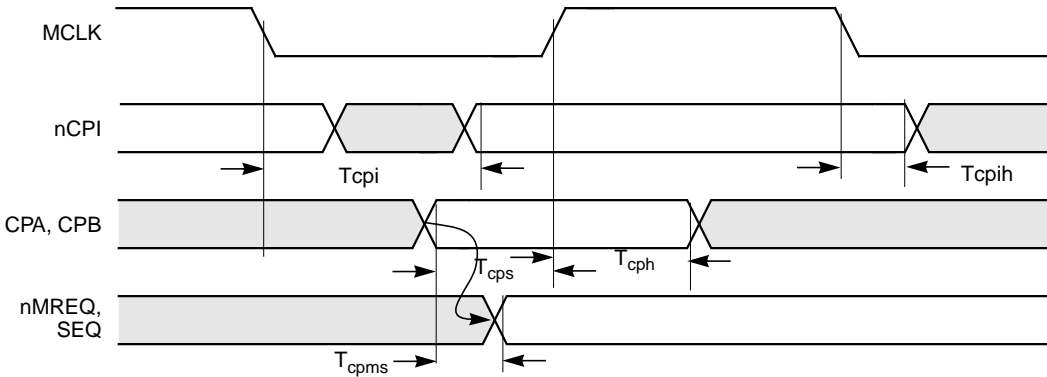 MCLK
nCPI
Tcpi
Tcpih
CPA, CPB
Tcps
Tcph
nMREQ,
SEQ
Tcpms